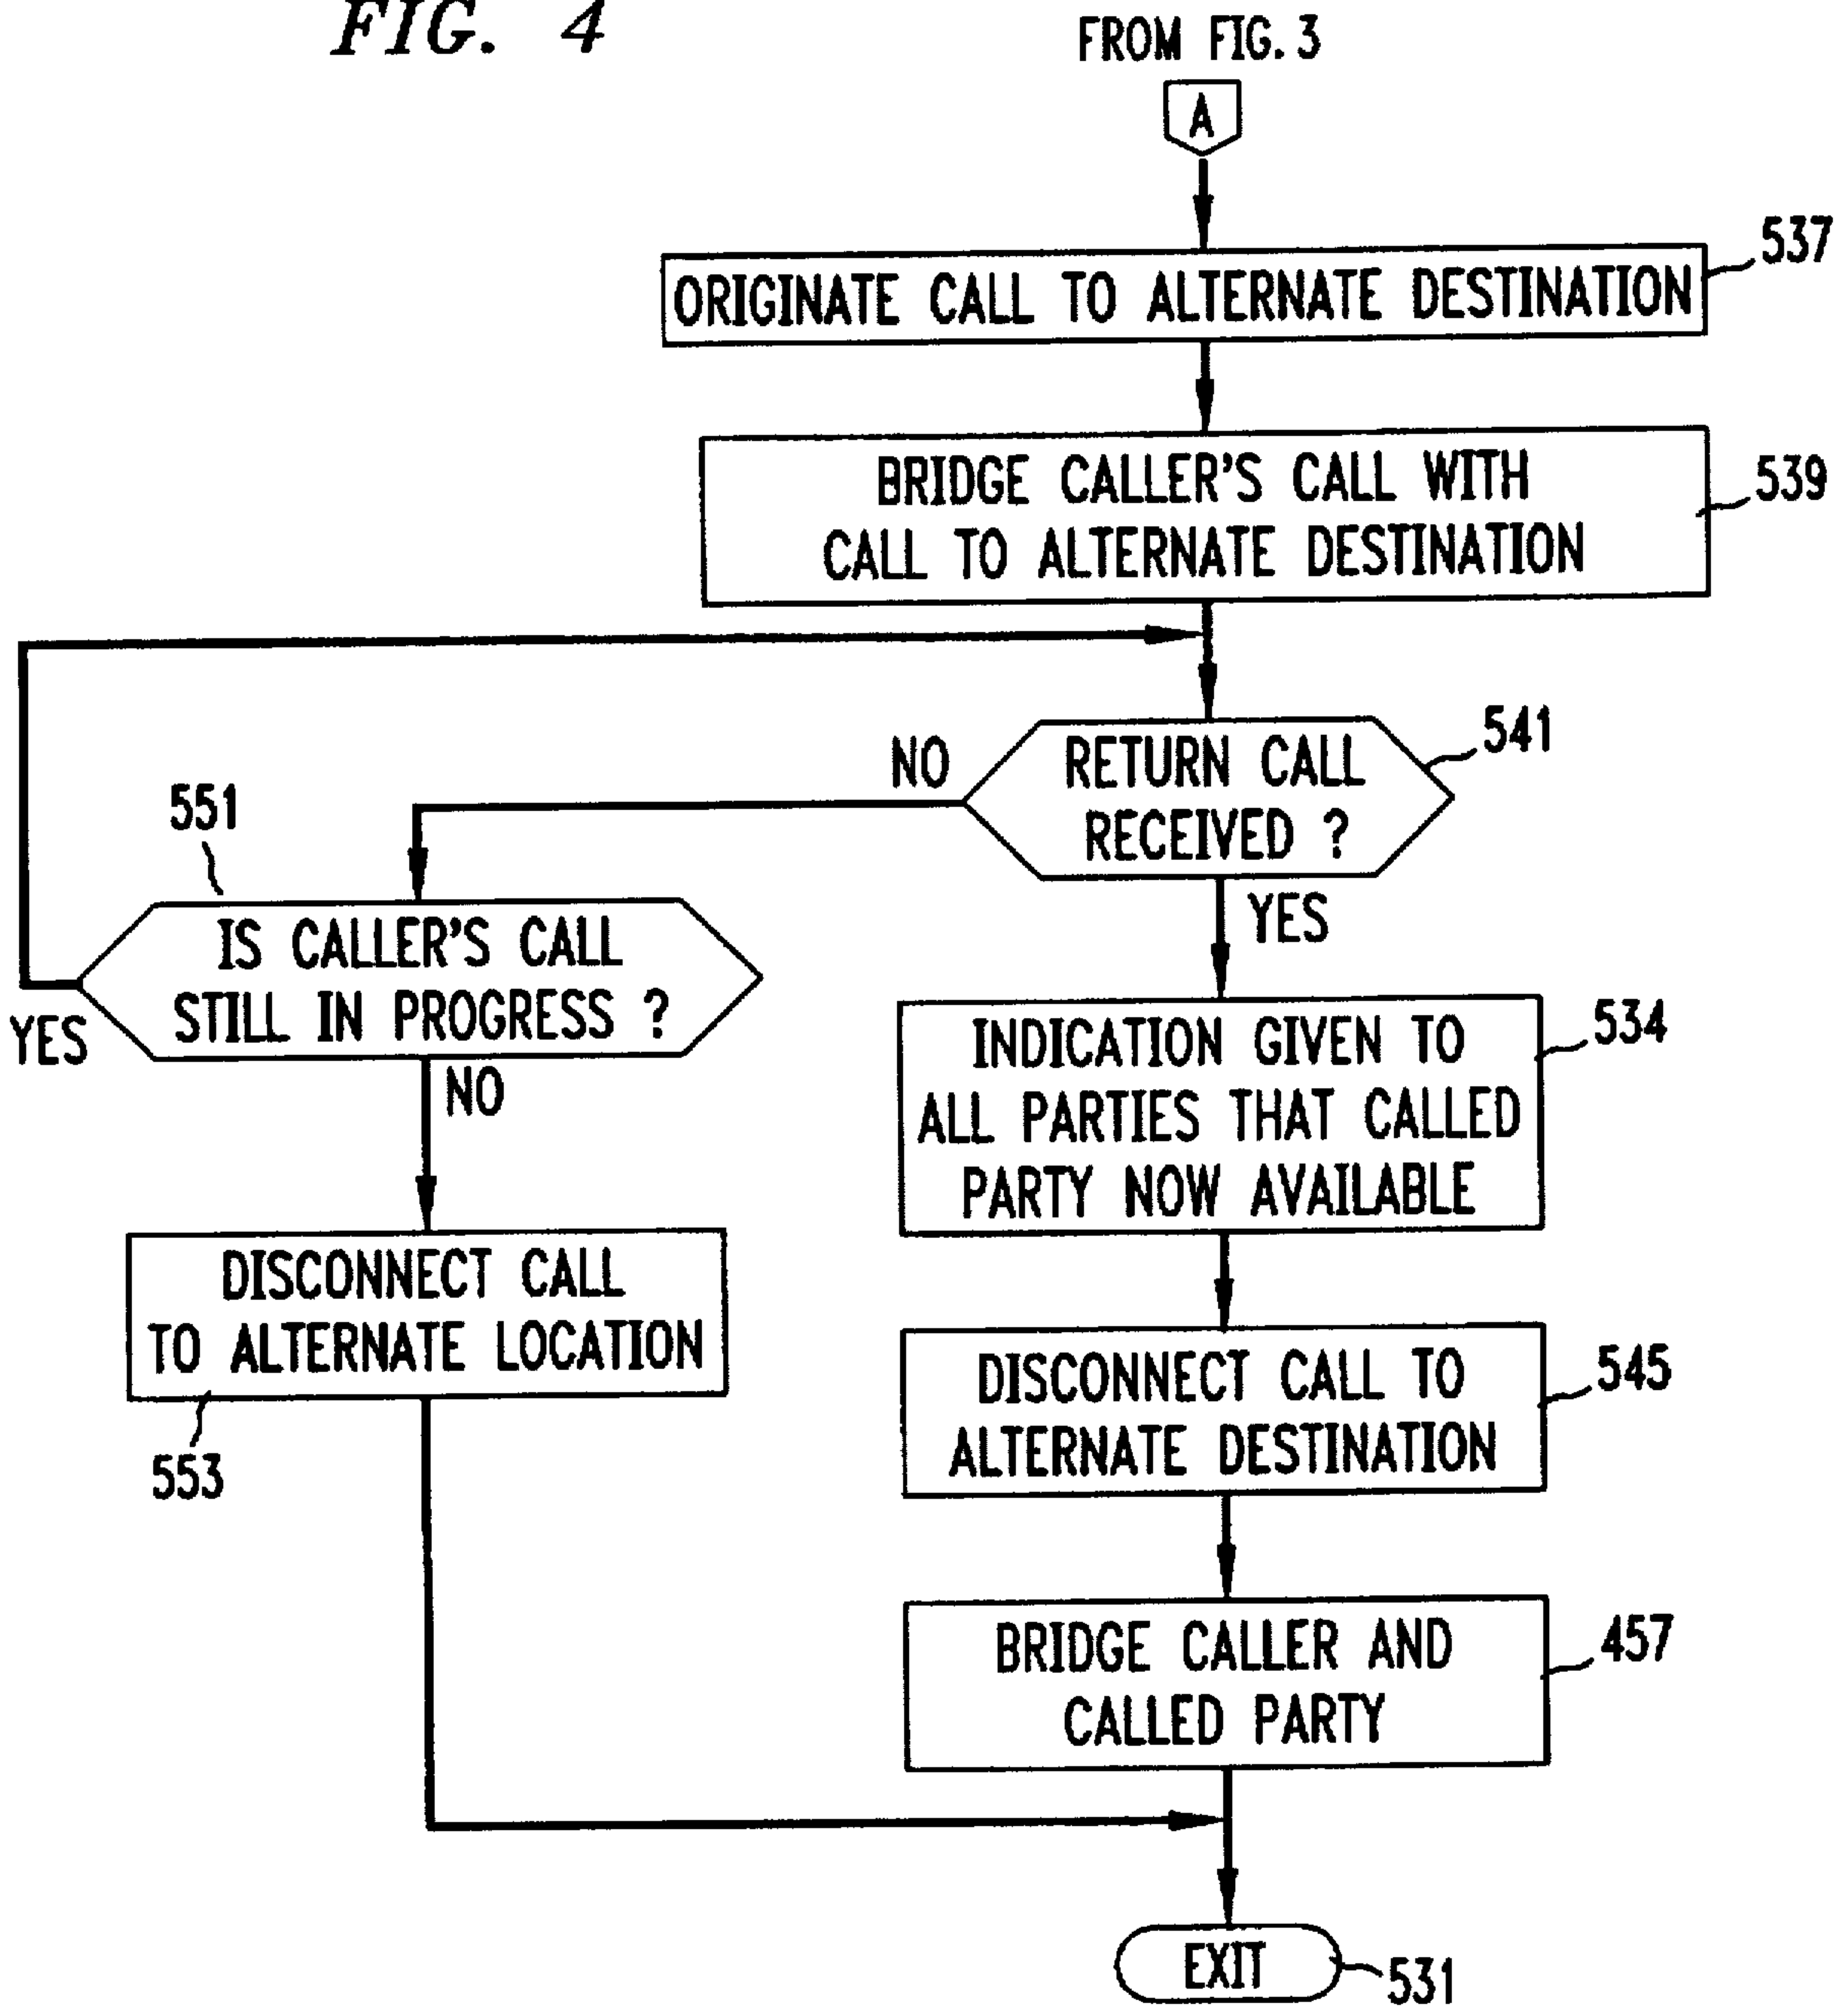 FIG. 4
FROM FIG. 3
A
ORIGINATE CALL TO ALTERNATE DESTINATION
537
BRIDGE CALLER'S CALL WITH
CALL TO ALTERNATE DESTINATION
539
RETURN CALL
RECEIVED ?
541
NO
YES
551
IS CALLER'S CALL
STILL IN PROGRESS ?
YES
NO
INDICATION GIVEN TO
ALL PARTIES THAT CALLED
PARTY NOW AVAILABLE
534
DISCONNECT CALL
TO ALTERNATE LOCATION
553
DISCONNECT CALL TO
ALTERNATE DESTINATION
545
BRIDGE CALLER AND
CALLED PARTY
457
EXIT
531